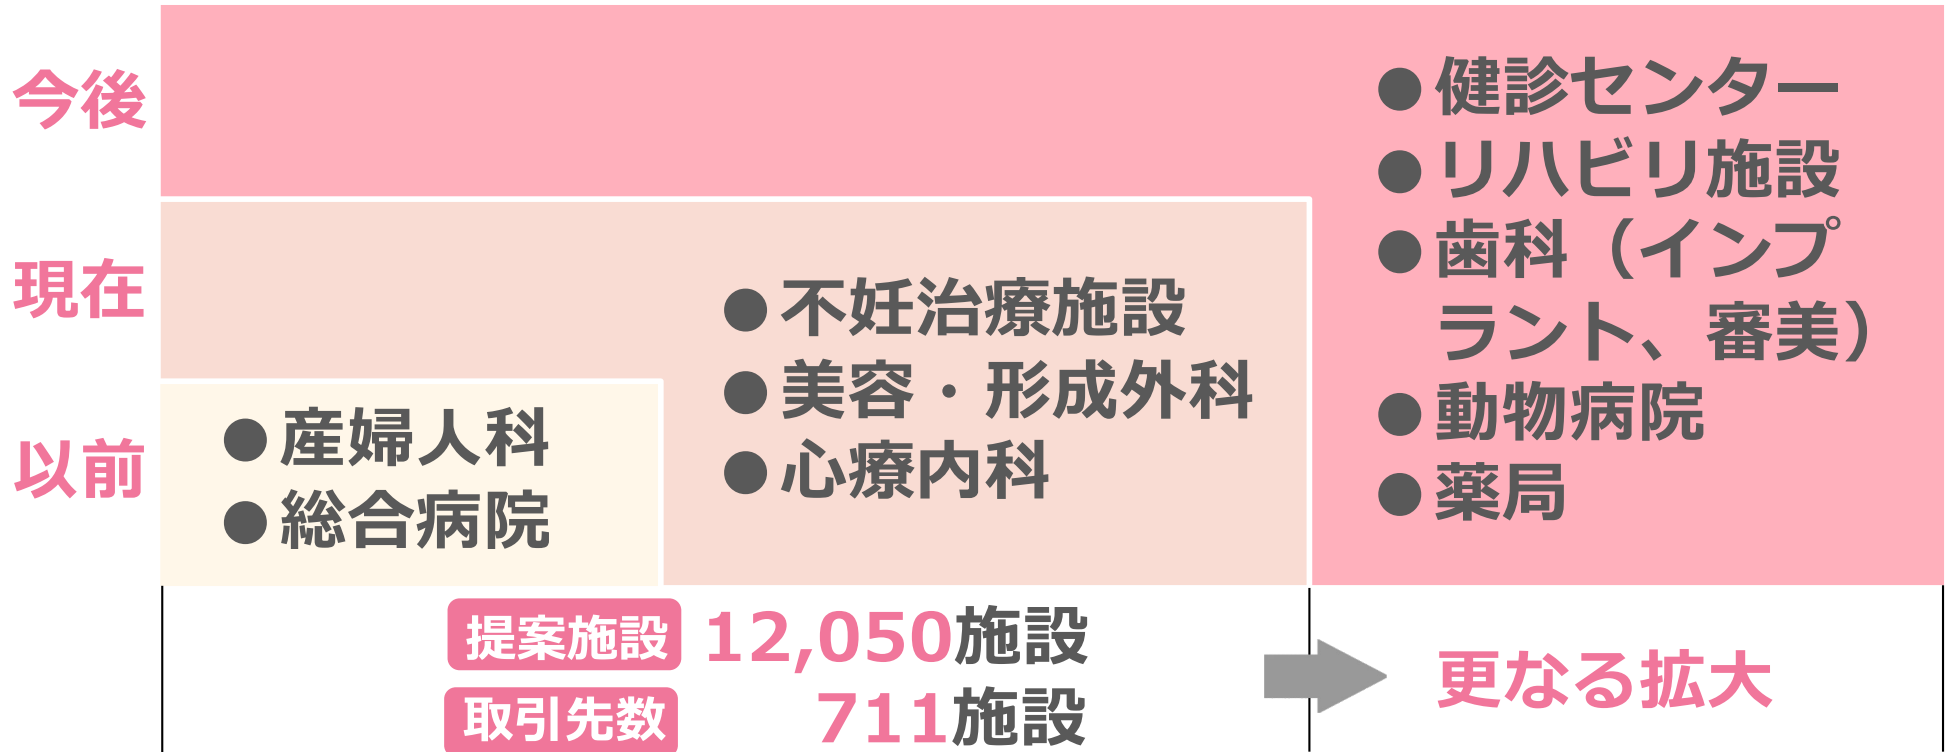 今後
現在
以前
●産婦人科
●総合病院
●不妊治療施設
●美容・形成外科
●心療内科
●健診センター
●リハビリ施設
●歯科（インプ
ラント、審美）
●動物病院
●薬局
提案施設 12,050施設
取引先数 711施設
更なる拡大